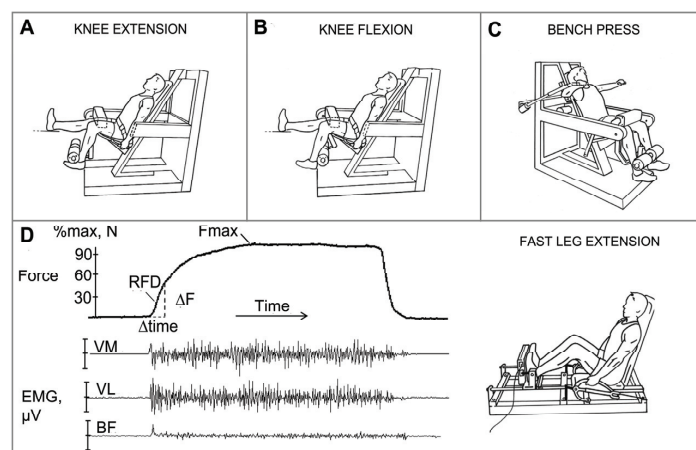 A KNEE EXTENSION
B KNEE FLEXION
C BENCH PRESS
D %max, N
Fmax
90
Force 60
30
RFD
ΔF
Δtime
Time
FAST LEG EXTENSION
VM
EMG, VL
µV
BF